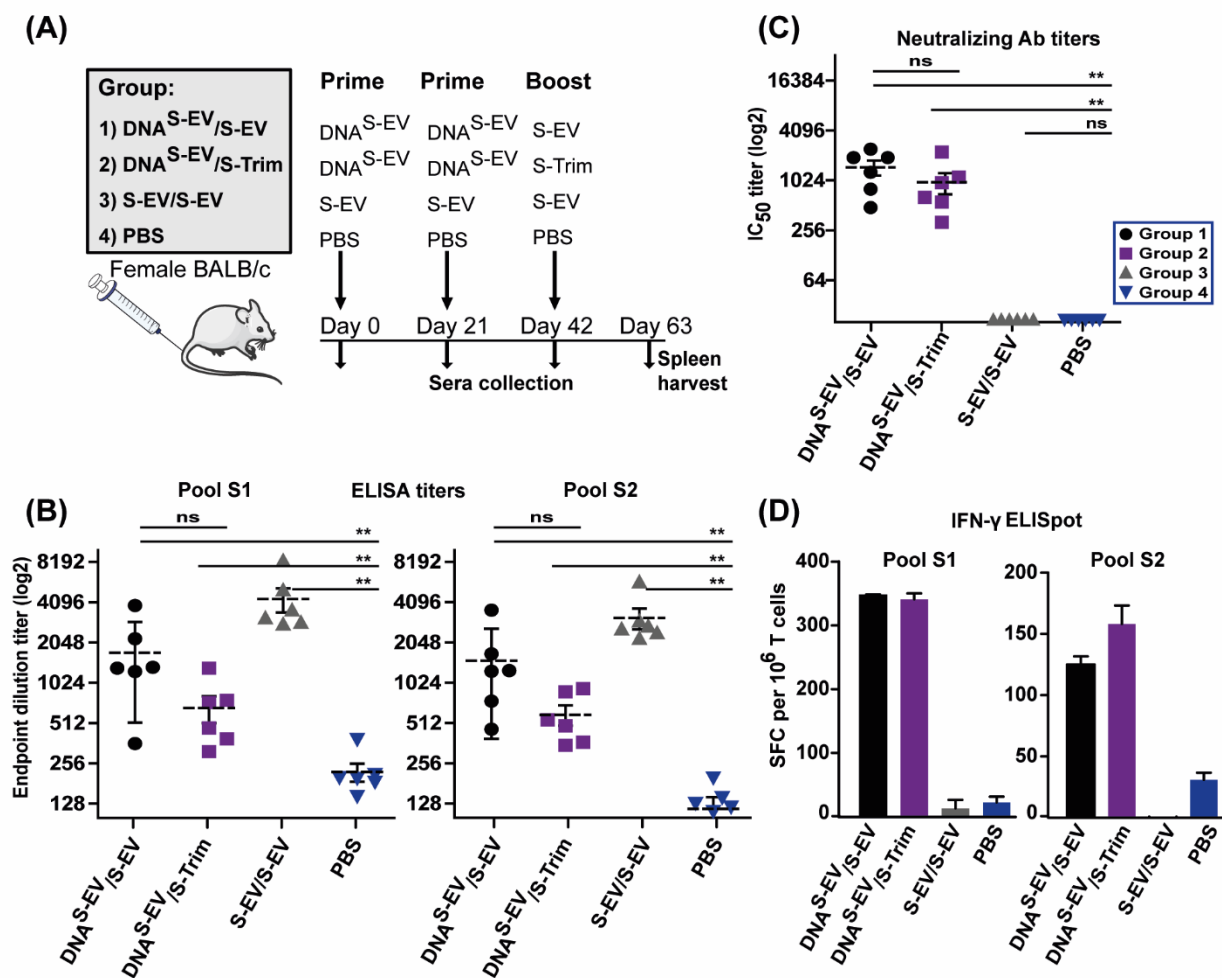 (A)
Group:
1) DNA^S-EV/S-EV
2) DNA^S-EV/S-Trim
3) S-EV/S-EV
4) PBS
Female BALB/c
Prime Prime Boost
DNA^S-EV DNA^S-EV S-EV
DNA^S-EV DNA^S-EV S-Trim
S-EV S-EV S-EV
PBS PBS PBS
Day 0 Day 21 Day 42 Day 63
Sera collection
Spleen
harvest
(C)
Neutralizing Ab titers
ns
**
**
ns
IC50 titer (log2)
16384
4096
1024
256
64
DNA^S-EV/S-EV
DNA^S-EV/S-Trim
S-EV/S-EV
PBS
Group 1
Group 2
Group 3
Group 4
(B)
Pool S1 ELISA titers Pool S2
ns
**
**
**
Endpoint dilution titer (log2)
8192
4096
2048
1024
512
256
128
DNA^S-EV/S-EV
DNA^S-EV/S-Trim
S-EV/S-EV
PBS
ns
**
**
**
8192
4096
2048
1024
512
256
128
DNA^S-EV/S-EV
DNA^S-EV/S-Trim
S-EV/S-EV
PBS
(D)
IFN-γ ELISpot
Pool S1
SFC per 10^6 T cells
400
300
200
300
0
DNA^S-EV/S-EV
DNA^S-EV/S-Trim
S-EV/S-EV
PBS
Pool S2
200
150
100
50
0
DNA^S-EV/S-EV
DNA^S-EV/S-Trim
S-EV/S-EV
PBS